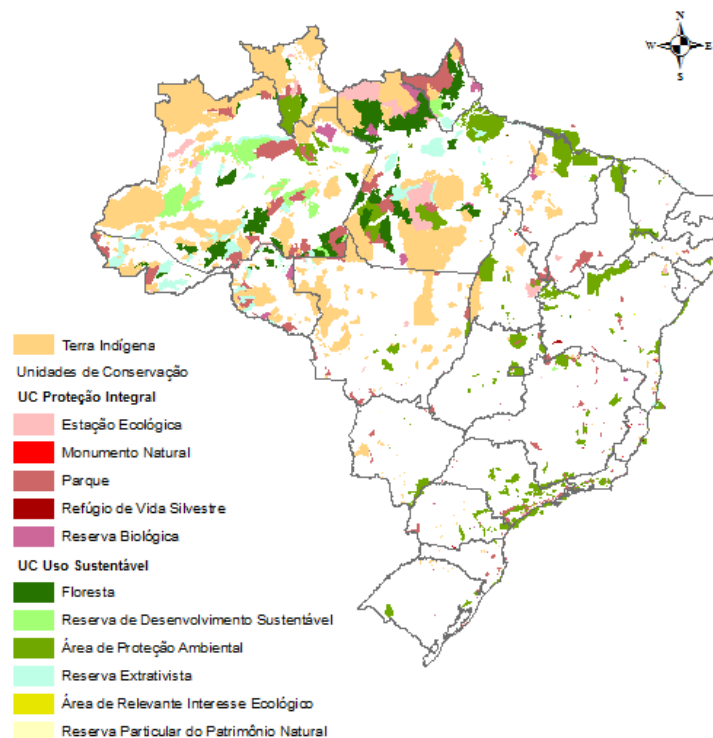 N
W E
S
Terra Indígena
Unidades de Conservação
UC Proteção Integral
Estação Ecológica
Monumento Natural
Parque
Refúgio de Vida Silvestre
Reserva Biológica
UC Uso Sustentável
Floresta
Reserva de Desenvolvimento Sustentável
Área de Proteção Ambiental
Reserva Extrativista
Área de Relevante Interesse Ecológico
Reserva Particular do Patrimônio Natural